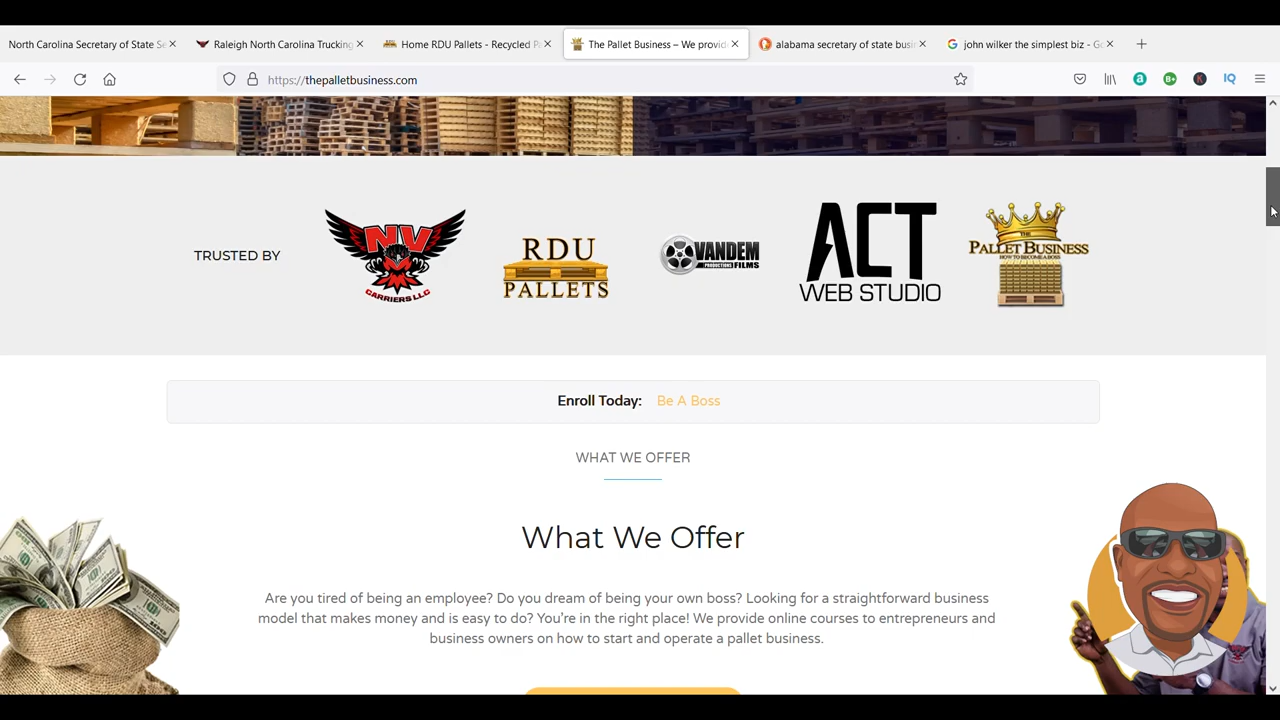 North Carolina Secretary of State Se
Raleigh North Carolina Trucking
Home RDU Pallets - Recycled P
The Pallet Business – We provid
alabama secretary of state busi
john wilker the simplest biz - Go
https://thepalletbusiness.com
a
B+
K
IQ
TRUSTED BY
NV
CARRIERS LLC
RDU
PALLETS
VANDEM
PRODUCTIONS FILMS
ACT
WEB STUDIO
THE
PALLET BUSINESS
HOW TO BECOME A BOSS
Enroll Today: Be A Boss
WHAT WE OFFER
What We Offer
Are you tired of being an employee? Do you dream of being your own boss? Looking for a straightforward business
model that makes money and is easy to do? You're in the right place! We provide online courses to entrepreneurs and
business owners on how to start and operate a pallet business.